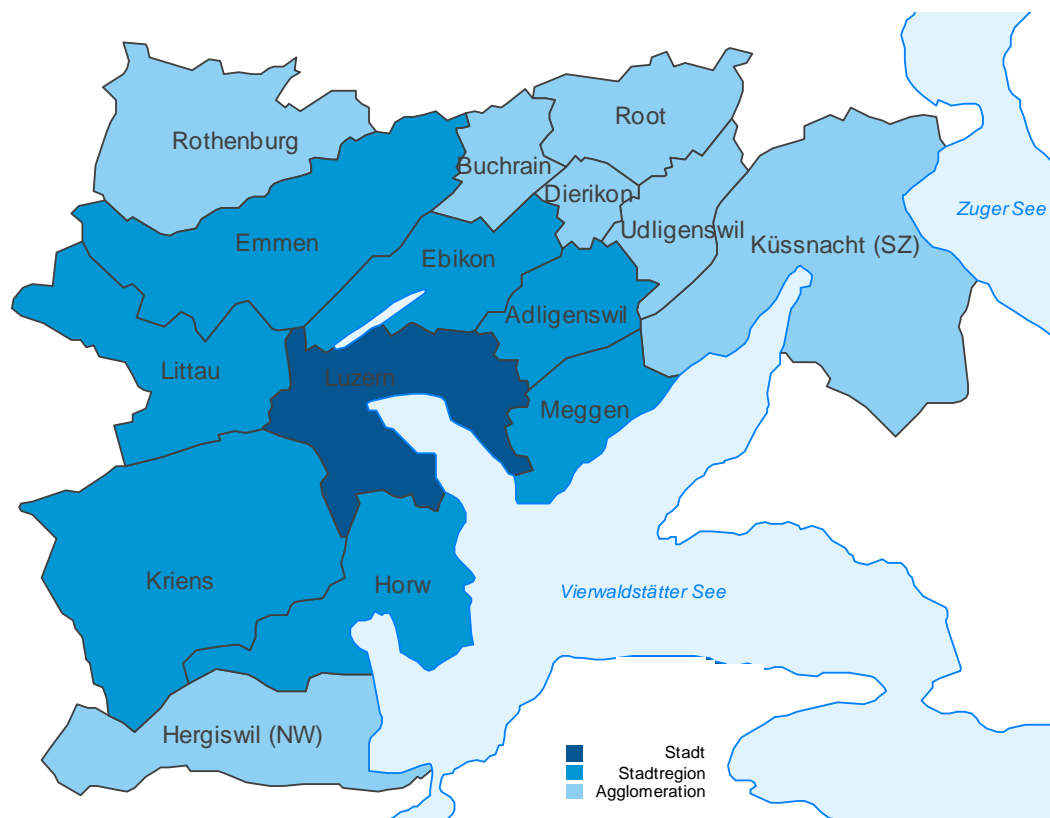 Root
Rothenburg
Buchrain
Dierikon
Zuger See
Udligenswil
Emmen
Küssnacht (SZ)
Ebikon
Adligenswil
Littau
Luzern
Meggen
Kriens
Horw
Vierwaldstätter See
Hergiswil (NW)
Stadt
Stadtregion
Agglomeration